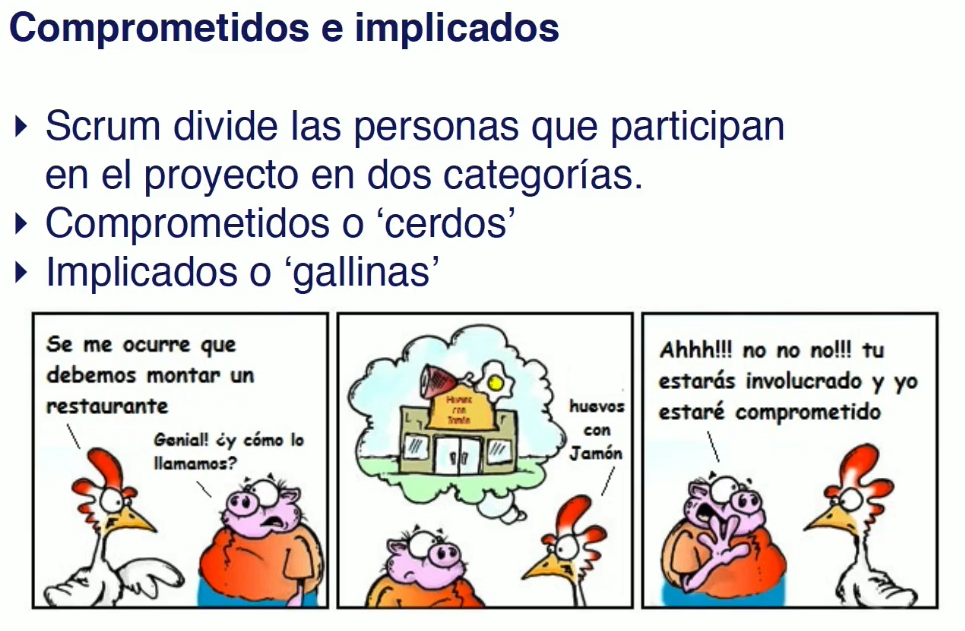 Comprometidos e implicados
Scrum divide las personas que participan
en el proyecto en dos categorías.
Comprometidos o ‘cerdos’
Implicados o ‘gallinas’
Se me ocurre que
debemos montar un
restaurante
Genial! ¿y cómo lo
llamamos?
Huevos
con
Jamón
huevos
con
Jamón
Ahhh!!! no no no!!! tu
estarás involucrado y yo
estaré comprometido